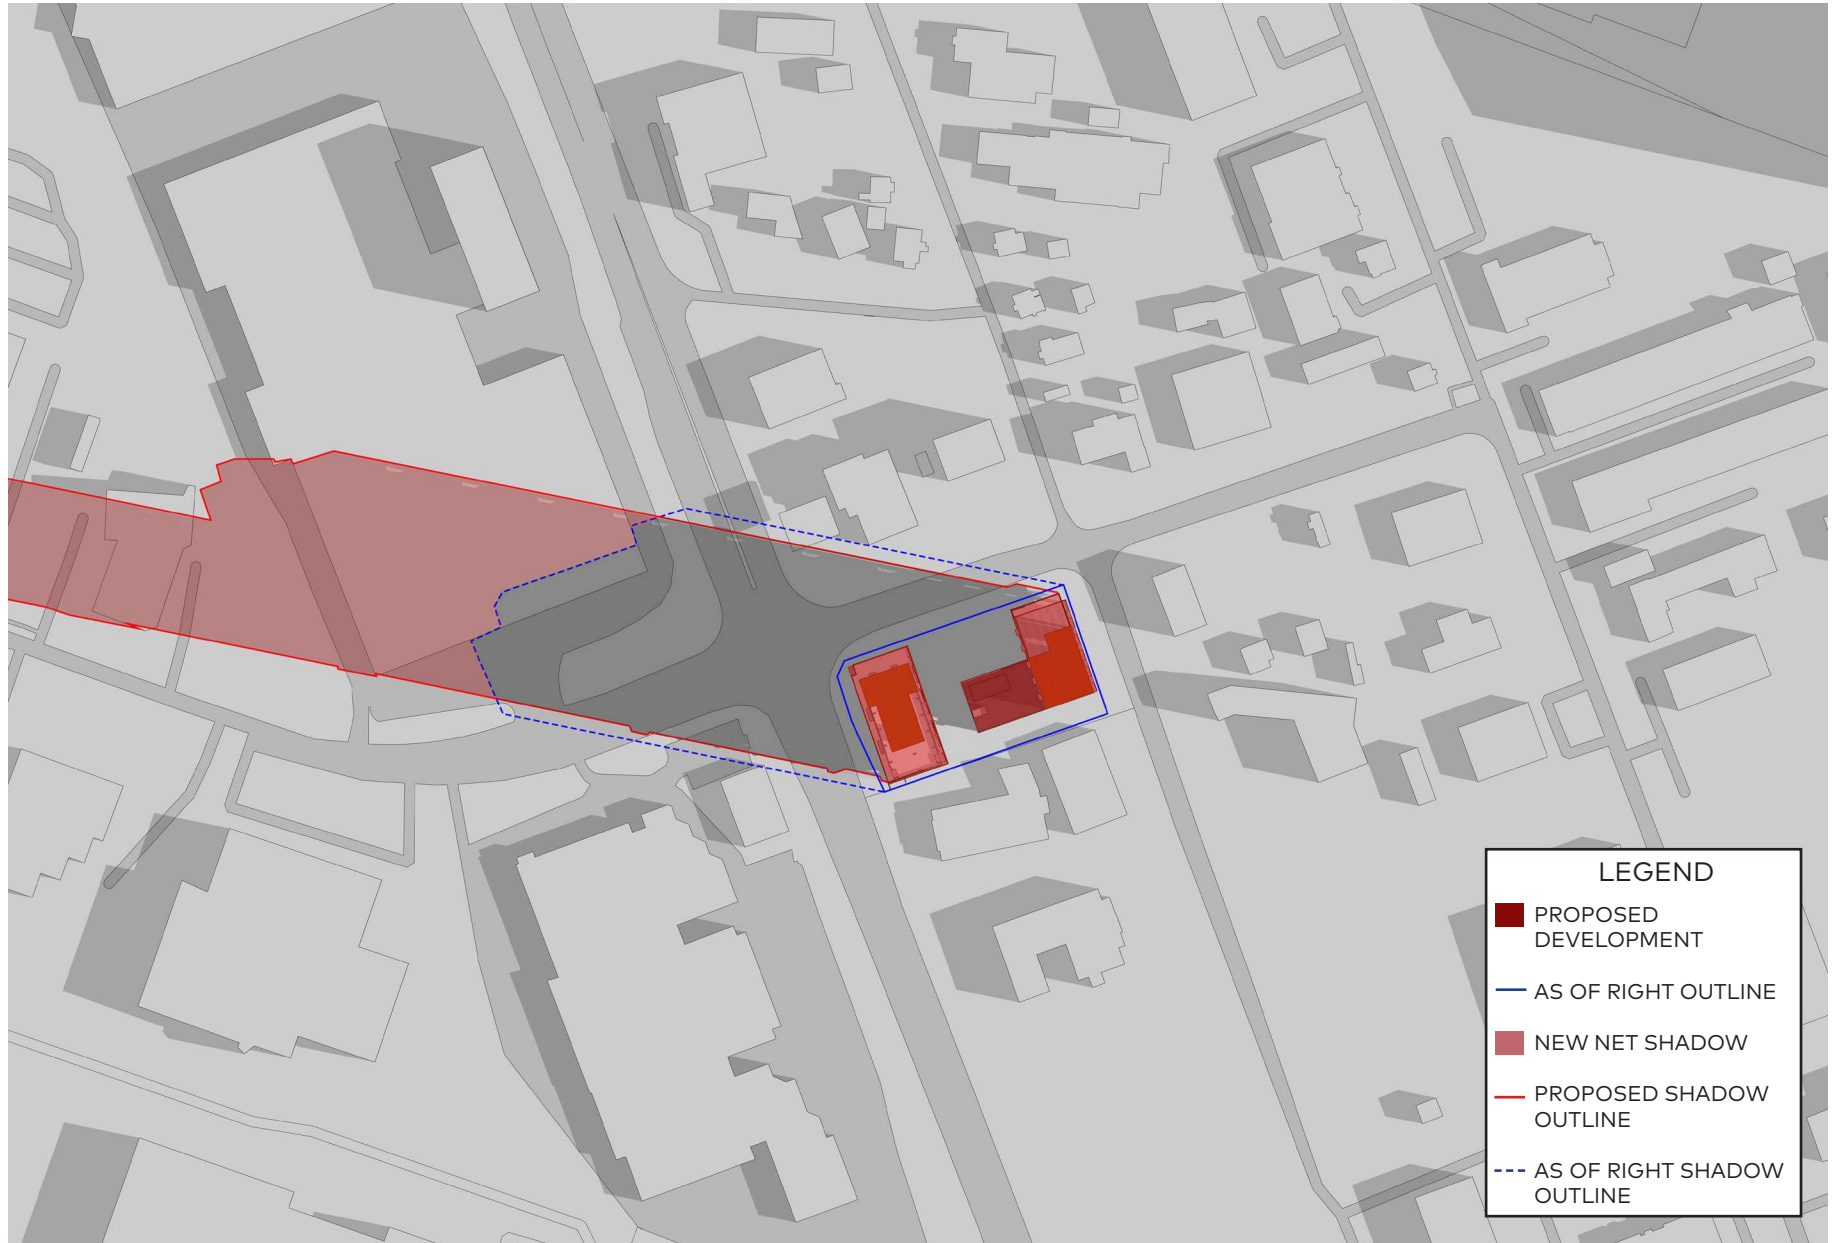 LEGEND
PROPOSED
DEVELOPMENT
AS OF RIGHT OUTLINE
NEW NET SHADOW
PROPOSED SHADOW
OUTLINE
AS OF RIGHT SHADOW
OUTLINE